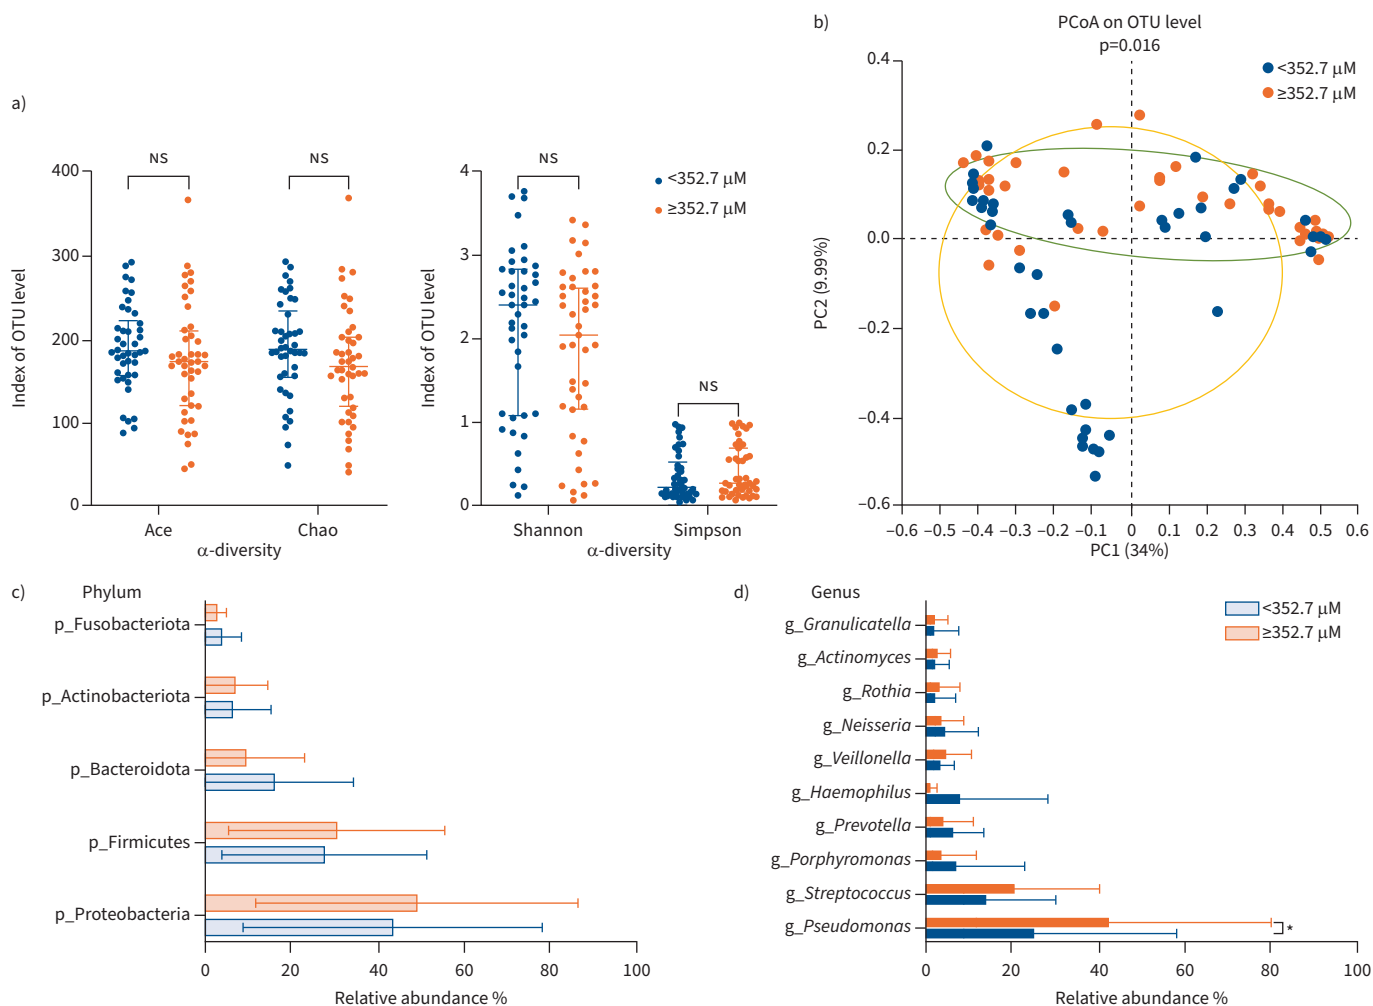 a)
400
300
200
100
0
Index of OTU level
NS
NS
Ace
Chao
α-diversity
4
3
2
1
0
Index of OTU level
NS
NS
<352.7 μM
≥352.7 μM
Shannon
Simpson
α-diversity
b)
PCoA on OTU level
p=0.016
<352.7 μM
≥352.7 μM
0.4
0.2
0.0
−0.2
−0.4
−0.6
PC2 (9.99%)
−0.6 −0.5 −0.4 −0.3 −0.2 −0.1 0 0.1 0.2 0.3 0.4 0.5 0.6
PC1 (34%)
c)
Phylum
p_Fusobacteriota
p_Actinobacteriota
p_Bacteroidota
p_Firmicutes
p_Proteobacteria
0 20 40 60 80 100
Relative abundance %
d)
Genus
<352.7 μM
≥352.7 μM
g_Granulicatella
g_Actinomyces
g_Rothia
g_Neisseria
g_Veillonella
g_Haemophilus
g_Prevotella
g_Porphyromonas
g_Streptococcus
g_Pseudomonas
*
0 20 40 60 80 100
Relative abundance %